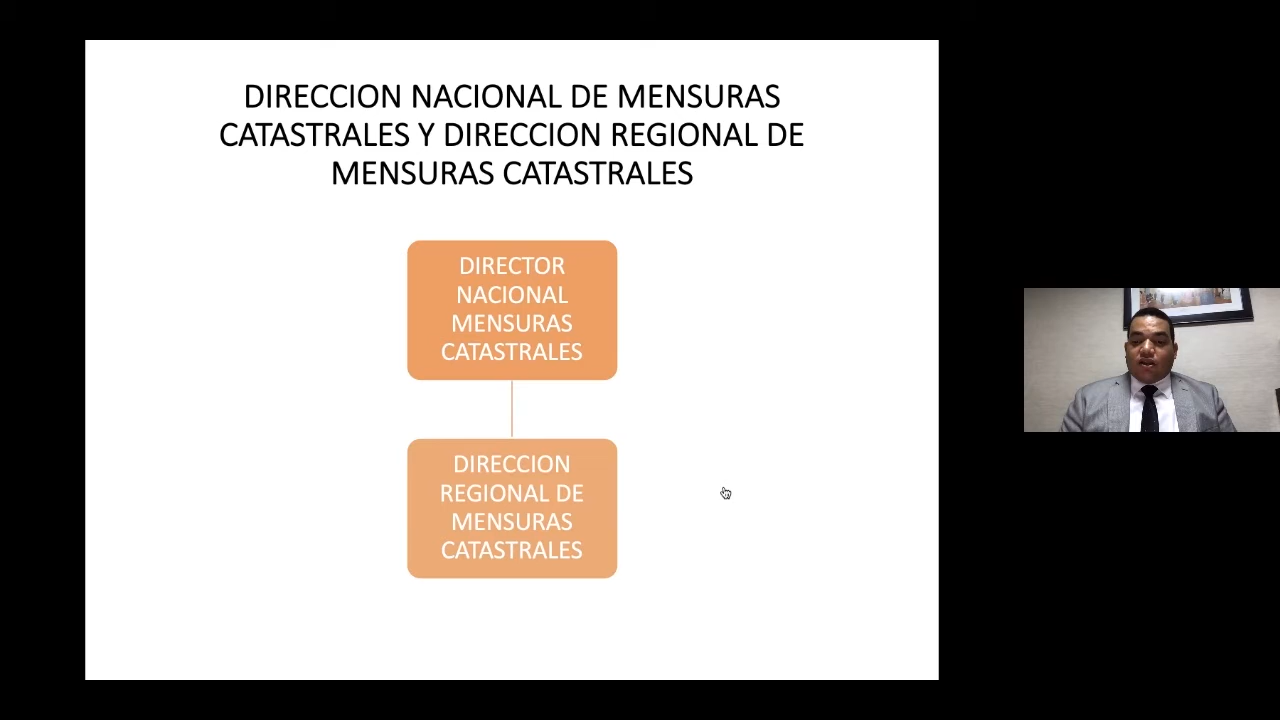 DIRECCION NACIONAL DE MENSURAS
CATASTRALES Y DIRECCION REGIONAL DE
MENSURAS CATASTRALES
DIRECTOR
NACIONAL
MENSURAS
CATASTRALES
DIRECCION
REGIONAL DE
MENSURAS
CATASTRALES